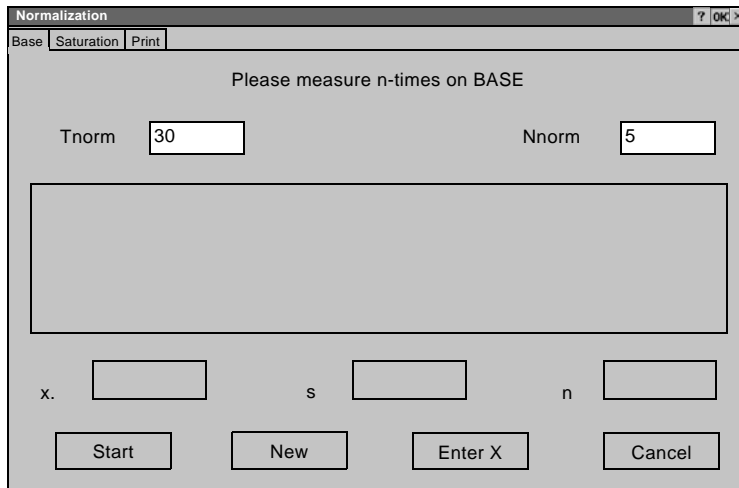 Normalization ? OK ×
Base Saturation Print
Please measure n-times on BASE
Tnorm 30 Nnorm 5
x. s n
Start New Enter X Cancel